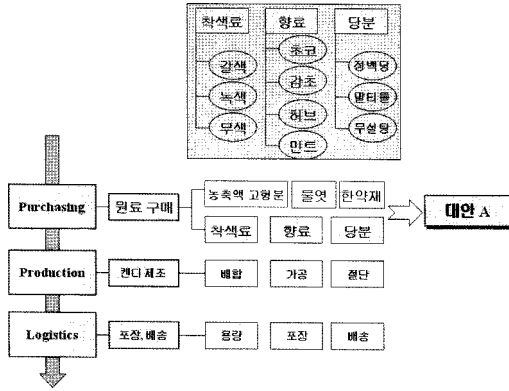 착색료 향료 당분
초코
갈색 정백당
감초
녹색 말티톨
허브
무색 무설탕
민트
Purchasing 원료 구매 농축액 고형분 물엿 한약재 대안 A
착색료 향료 당분
Production 켄디 제조 배합 가공 절단
Logistics 포장, 배송 용량 포장 배송